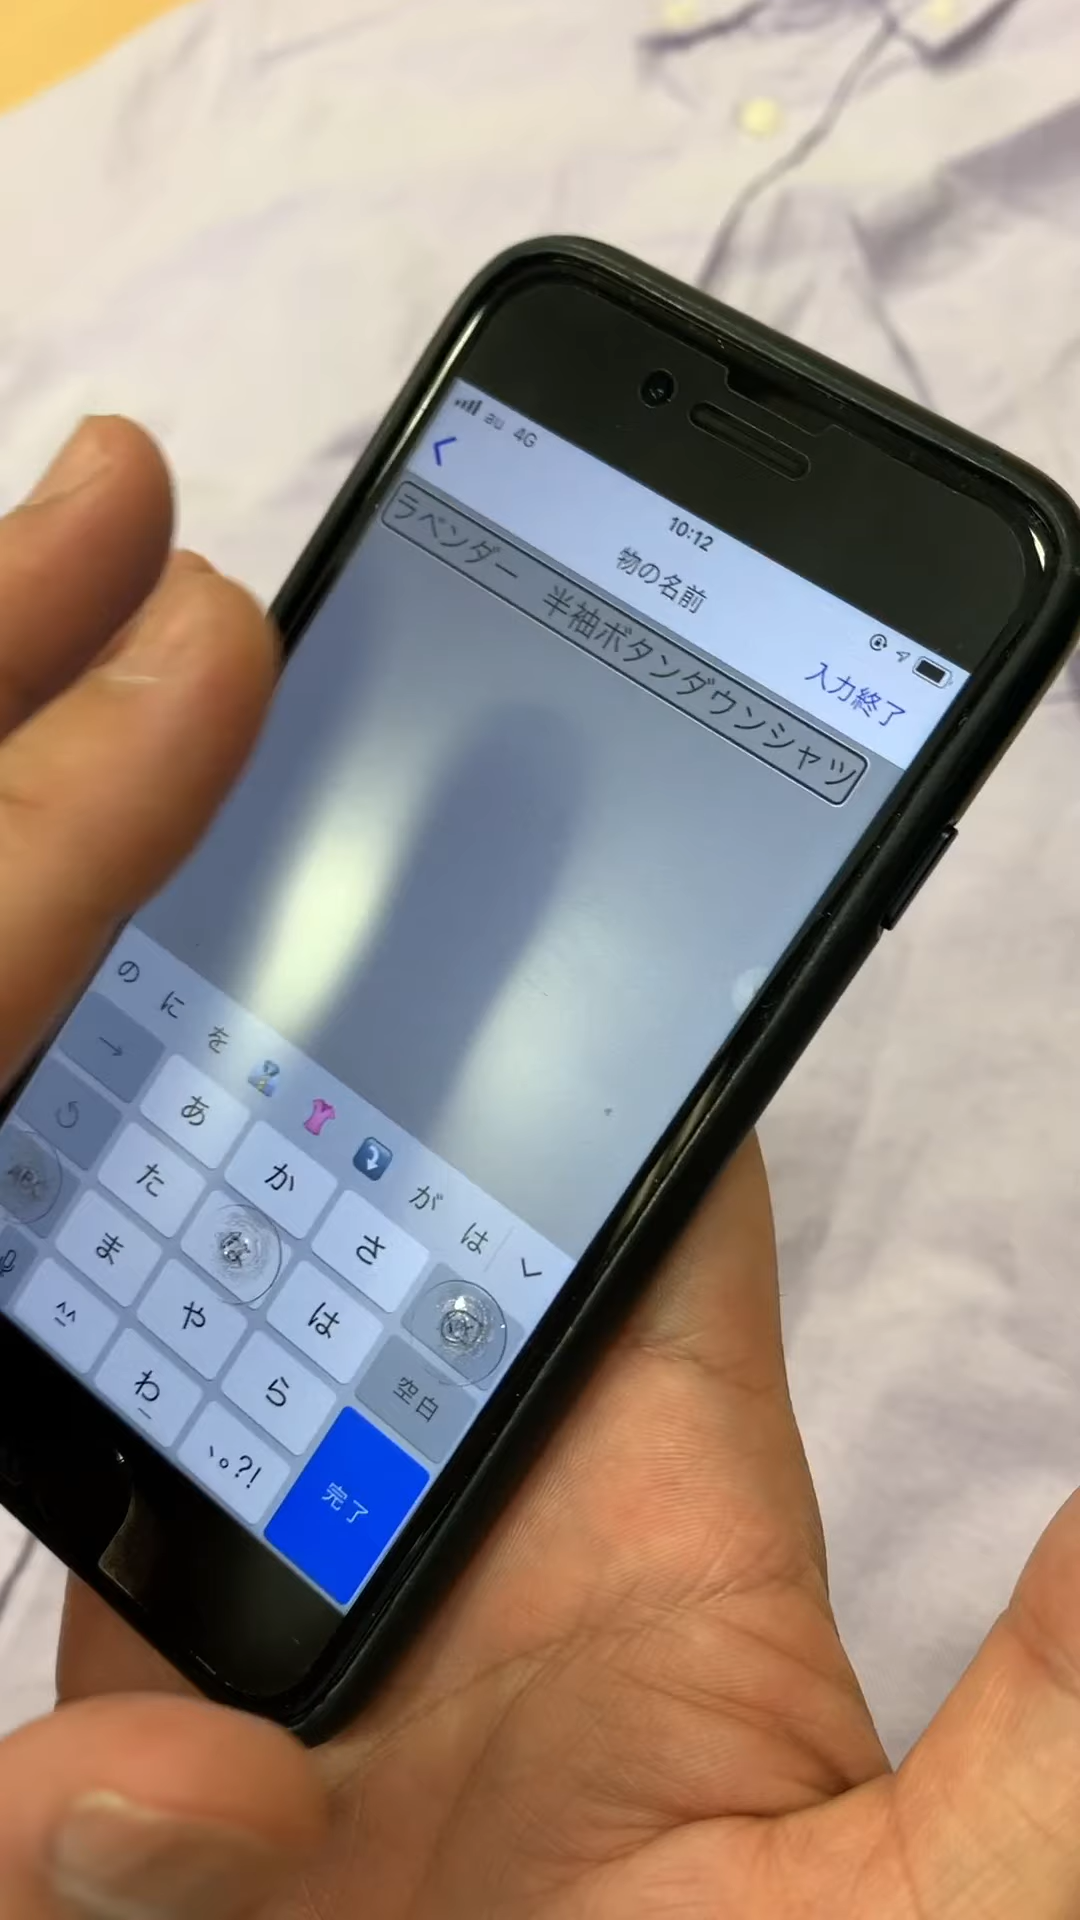 au 4G
10:12
物の名前
入力終了
ラベンダー　半袖ボタンダウンシャツ
の に を が は
→ あ か さ
ABC た な は
ま や ら 空白
^^ わ 、。?! 完了